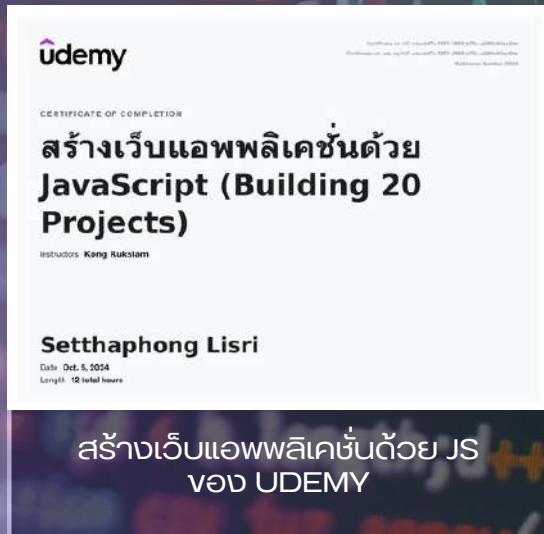 ûdemy
CERTIFICATE OF COMPLETION
สร้างเว็บแอพพลิเคชั่นด้วย
JavaScript (Building 20
Projects)
Instructors Kong Ruksiam
Setthaphong Lisri
Date Oct. 5, 2024
Length 12 total hours
สร้างเว็บแอพพลิเคชั่นด้วย JS
ของ UDEMY